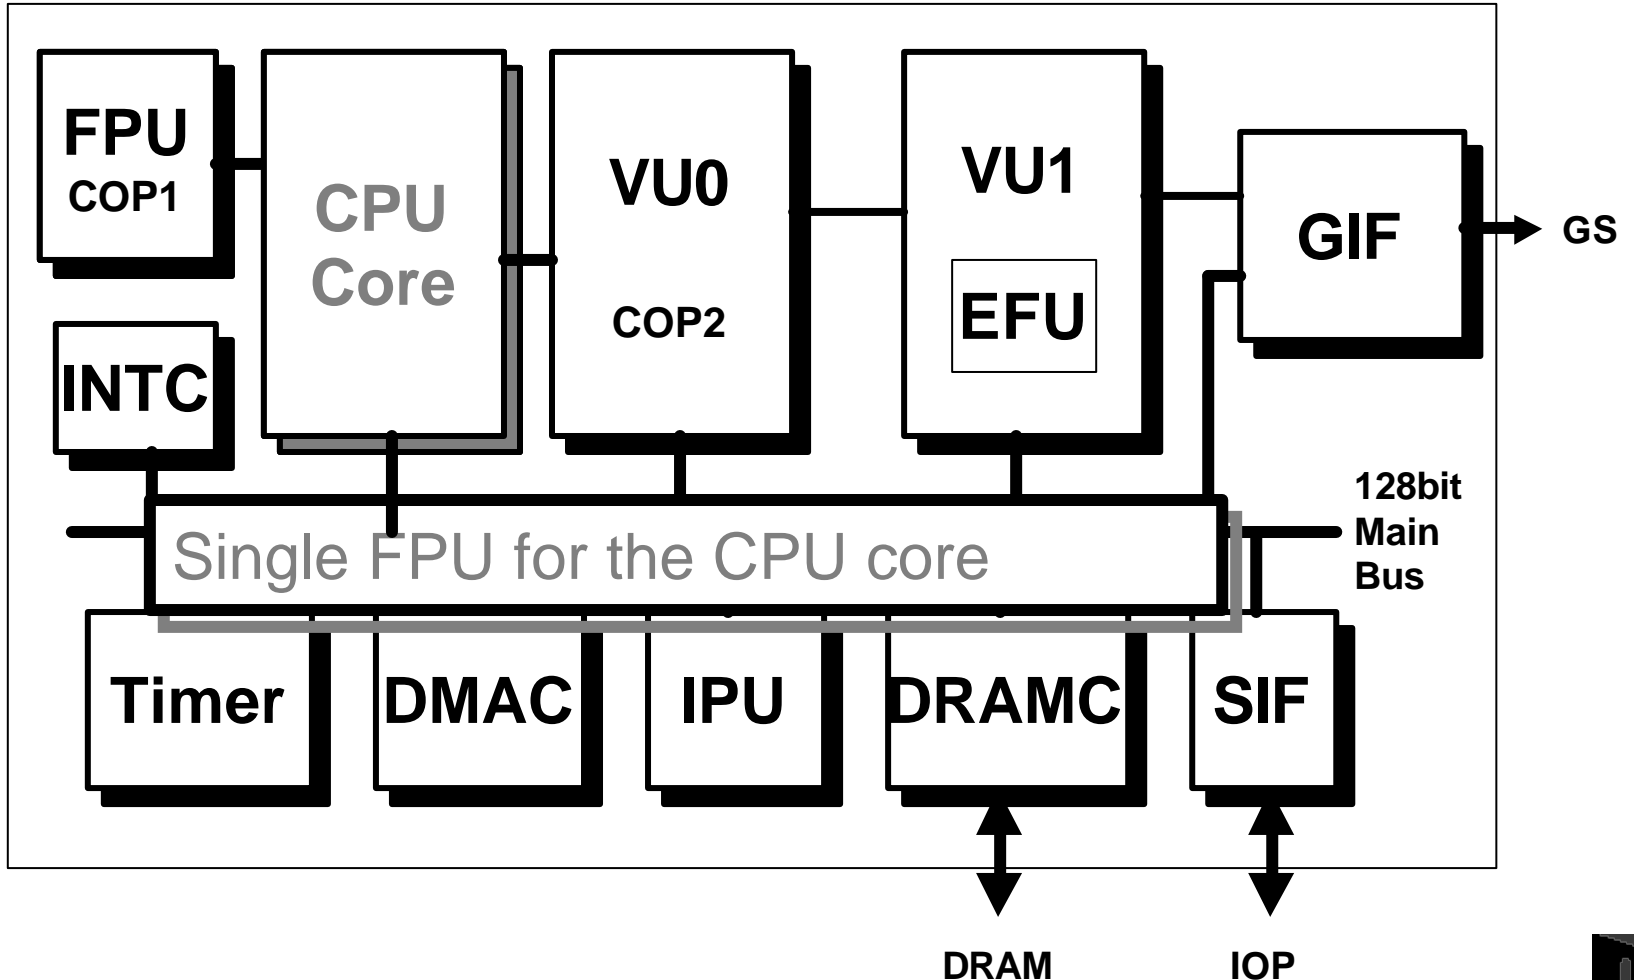 FPU
COP1
CPU
Core
VU0
COP2
VU1
EFU
GIF
GS
INTC
128bit
Main
Bus
Single FPU for the CPU core
Timer
DMAC
IPU
DRAMC
SIF
DRAM
IOP